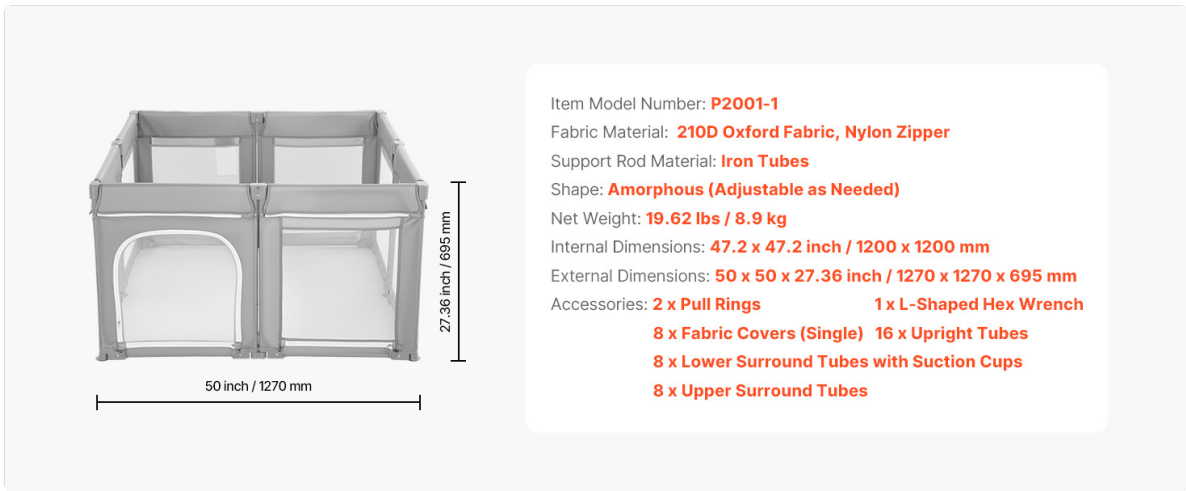 Item Model Number: P2001-1
Fabric Material: 210D Oxford Fabric, Nylon Zipper
Support Rod Material: Iron Tubes
Shape: Amorphous (Adjustable as Needed)
Net Weight: 19.62 lbs / 8.9 kg
Internal Dimensions: 47.2 x 47.2 inch / 1200 x 1200 mm
External Dimensions: 50 x 50 x 27.36 inch / 1270 x 1270 x 695 mm
Accessories: 2 x Pull Rings 1 x L-Shaped Hex Wrench
8 x Fabric Covers (Single) 16 x Upright Tubes
8 x Lower Surround Tubes with Suction Cups
8 x Upper Surround Tubes
27.36 inch / 695 mm
50 inch / 1270 mm